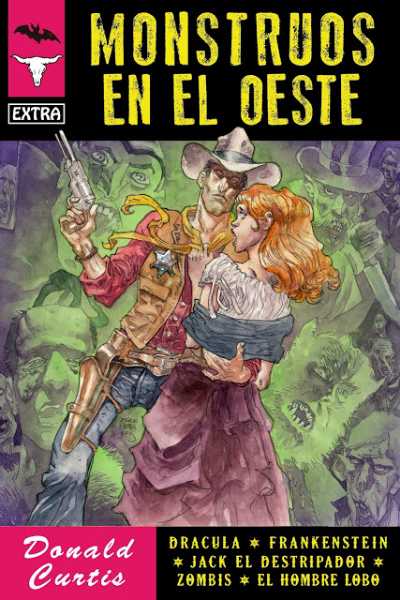 MONSTRUOS
EN EL OESTE
EXTRA
Donald
Curtis
DRACULA * FRANKENSTEIN
* JACK EL DESTRIPADOR *
ZOMBIS * EL HOMBRE LOBO